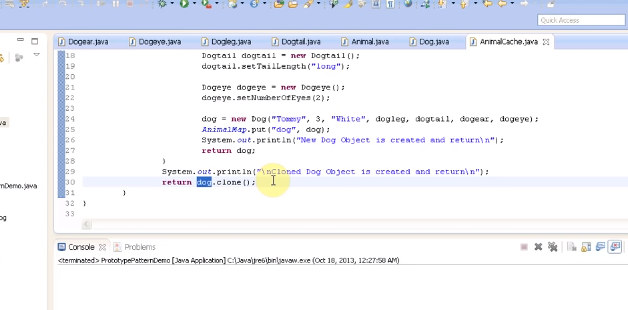 Quick Access
Dogear.java Dogeye.java Dogleg.java Dogtail.java Animal.java Dog.java AnimalCache.java
18 Dogtail dogtail = new Dogtail();
19 dogtail.setTailLength("long");
20
21 Dogeye dogeye = new Dogeye();
22 dogeye.setNumberOfEyes(2);
23
24 dog = new Dog("Tommy", 3, "White", dogleg, dogtail, dogear, dogeye);
25 AnimalMap.put("dog", dog);
26 System.out.println("New Dog Object is created and return\n");
27 return dog;
28 }
29 System.out.println("\nCloned Dog Object is created and return\n");
30 return dog.clone();
31 }
32 }
33
Console Problems
<terminated> PrototypePatternDemo [Java Application] C:\Java\jre6\bin\javaw.exe (Oct 18, 2013, 12:27:58 AM)
va
nDemo.java
og